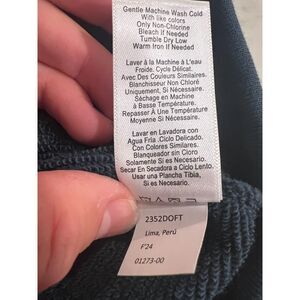 Gentle Machine Wash Cold
With like colors
Only Non-Chlorine
Bleach If Needed
Tumble Dry Low
Warm Iron If Needed
Laver à la Machine à L'eau
Froide. Cycle Délicat.
Avec Des Couleurs Similaires.
Blanchisseur Non Chloré
Uniquement, Si Nécessaire.
Séchage en Machine
à Basse Température.
Repasser À Une Température
Moyenne Si Nécessaire.
Lavar en Lavadora con
Agua Fría .Ciclo Delicado.
Con Colores Similares.
Blanqueador sin Cloro
Solamente Si es Necesario.
Secar En Secadora a Ciclo Lento.
Usar una Plancha Tibia,
Si es Necesario.
2352DOFT
Lima, Perú
F'24
01273-00